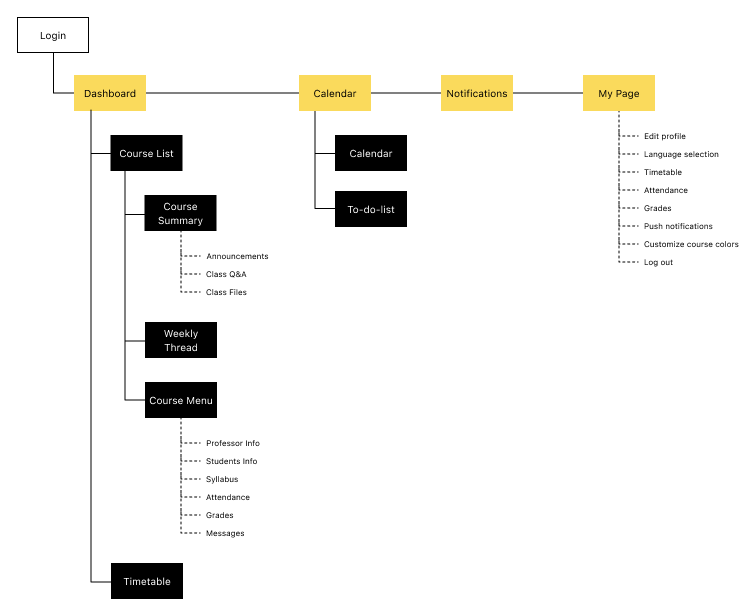 Login
Dashboard
Calendar
Notifications
My Page
Course List
Course
Summary
Announcements
Class Q&A
Class Files
Weekly
Thread
Course Menu
Professor Info
Students Info
Syllabus
Attendance
Grades
Messages
Timetable
Calendar
To-do-list
Edit profile
Language selection
Timetable
Attendance
Grades
Push notifications
Customize course colors
Log out